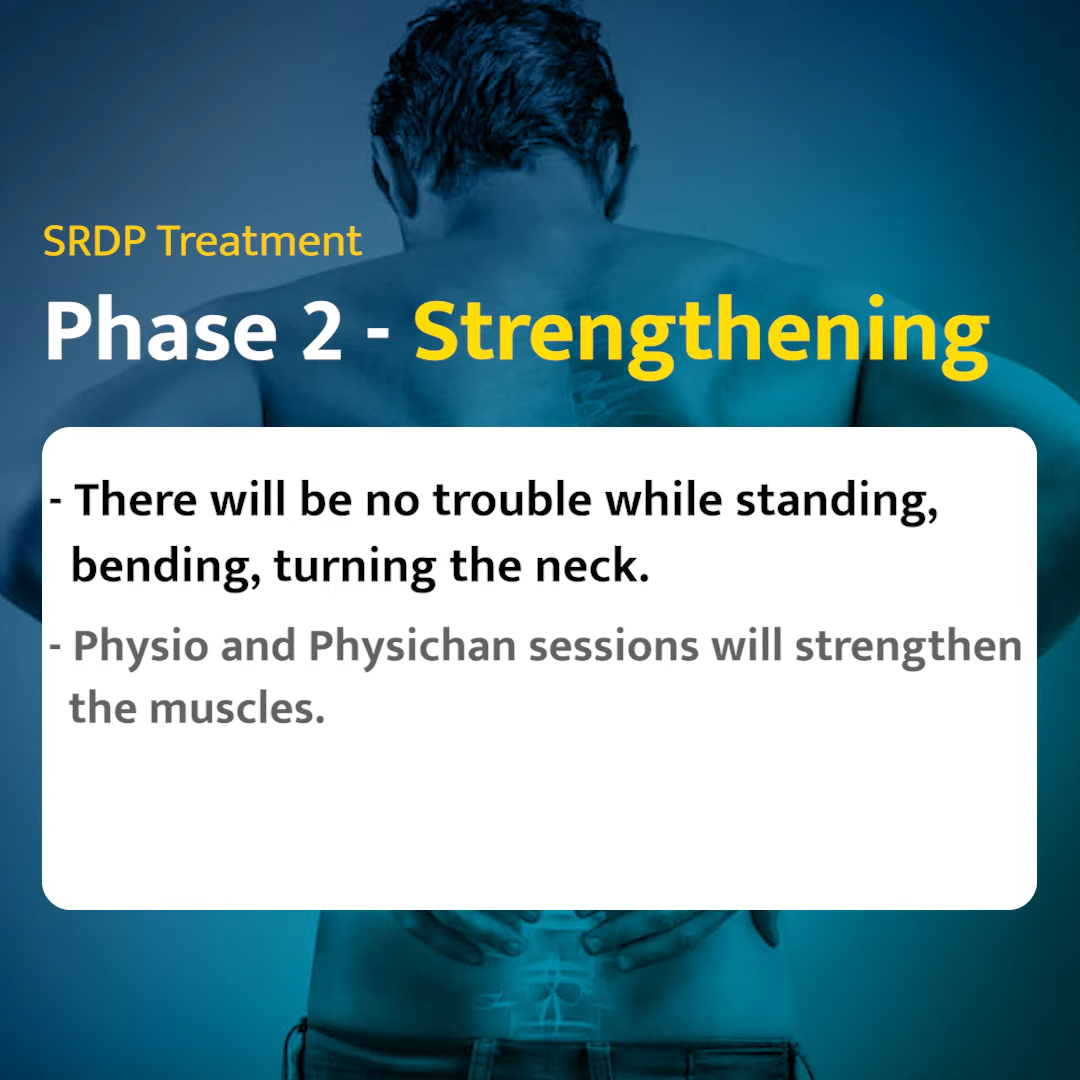 SRDP Treatment
Phase 2 - Strengthening
- There will be no trouble while standing,
bending, turning the neck.
- Physio and Physichan sessions will strengthen
the muscles.